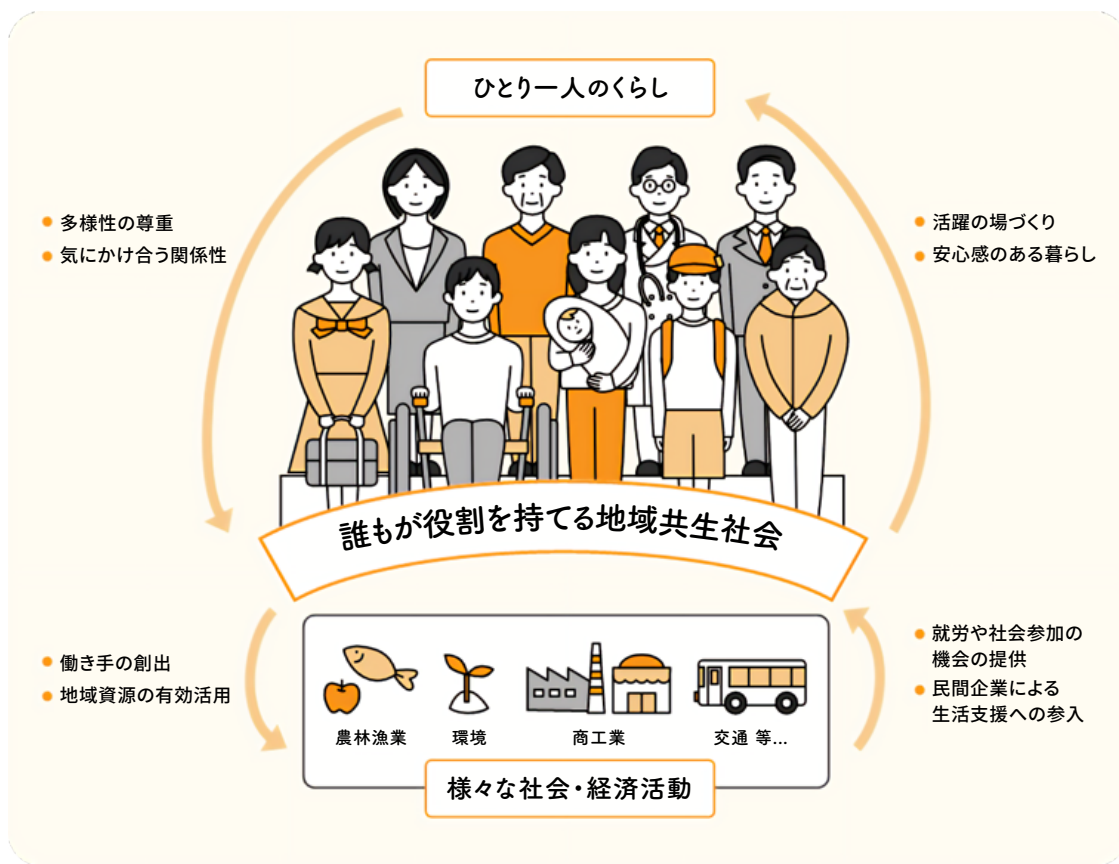 ひとり一人のくらし
多様性の尊重
気にかけ合う関係性
活躍の場づくり
安心感のある暮らし
誰もが役割を持てる地域共生社会
働き手の創出
地域資源の有効活用
就労や社会参加の
機会の提供
民間企業による
生活支援への参入
農林漁業
環境
商工業
交通 等...
様々な社会・経済活動